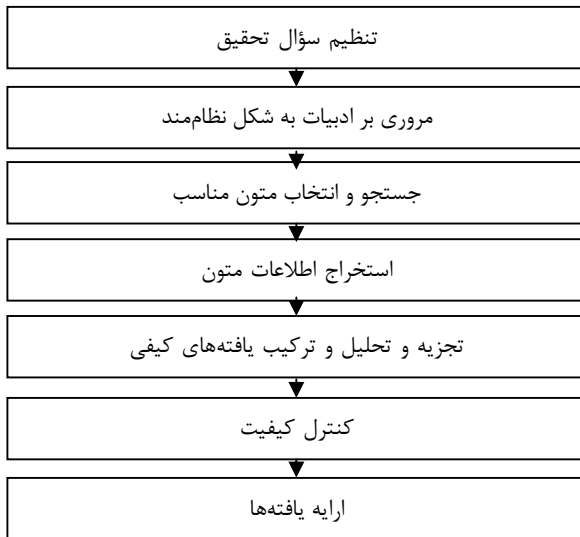 تنظیم سؤال تحقیق
مروری بر ادبیات به شکل نظام‌مند
جستجو و انتخاب متون مناسب
استخراج اطلاعات متون
تجزیه و تحلیل و ترکیب یافته‌های کیفی
کنترل کیفیت
ارایه یافته‌ها